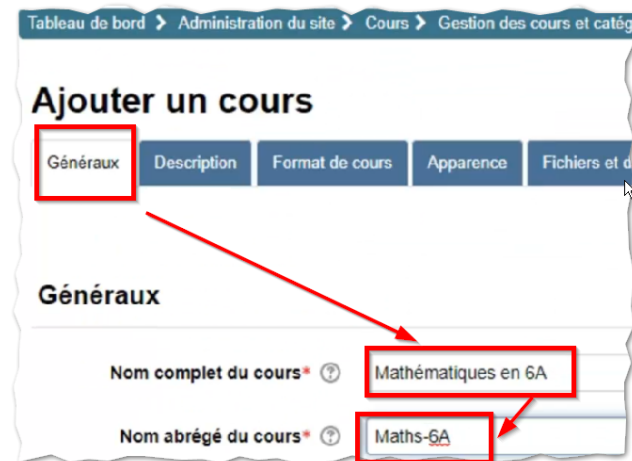 Tableau de bord > Administration du site > Cours > Gestion des cours et catég
Ajouter un cours
Généraux Description Format de cours Apparence Fichiers et d
Généraux
Nom complet du cours* ? Mathématiques en 6A
Nom abrégé du cours* ? Maths-6A